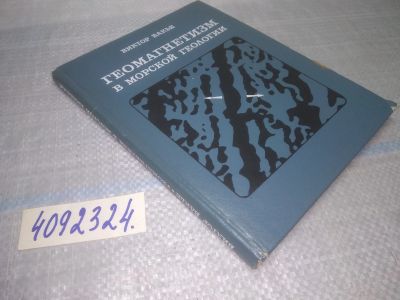 ВИКТОР ВАКЬЕ
ГЕОМАГНЕТИЗМ
В МОРСКОЙ ГЕОЛОГИИ
4092324.